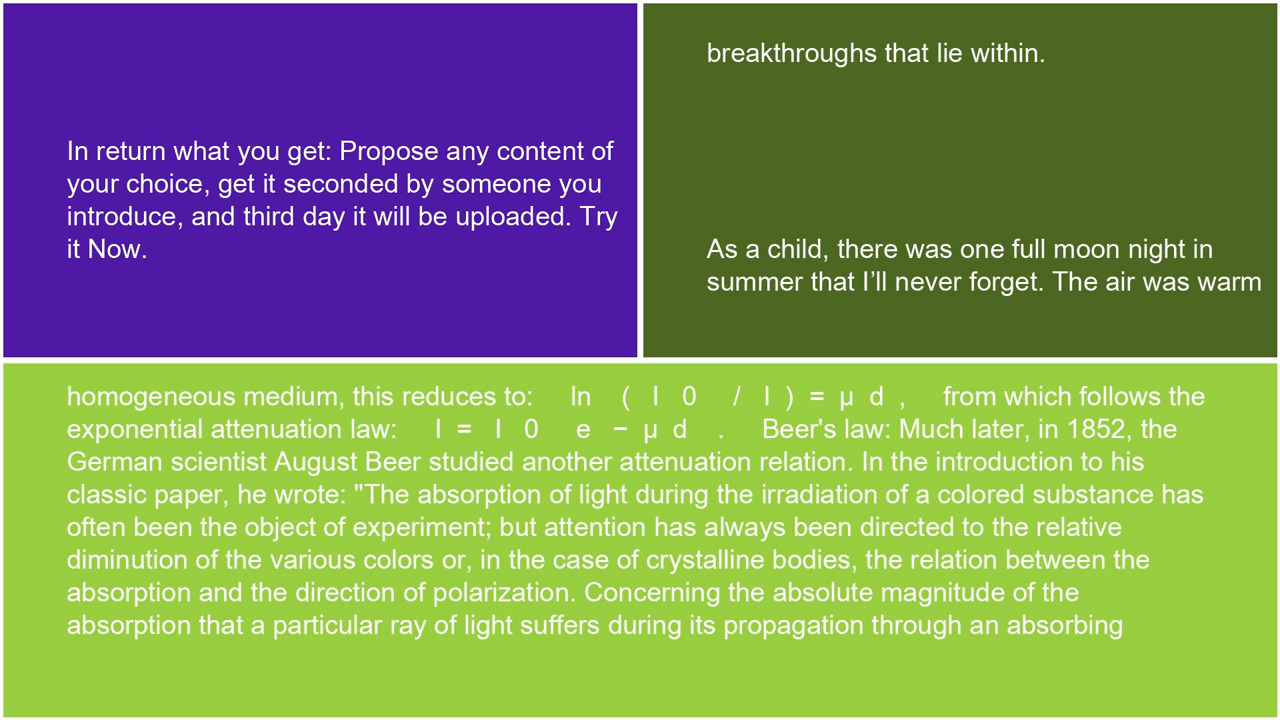 In return what you get: Propose any content of
your choice, get it seconded by someone you
introduce, and third day it will be uploaded. Try
it Now.
breakthroughs that lie within.
As a child, there was one full moon night in
summer that I’ll never forget. The air was warm
homogeneous medium, this reduces to: ln ( I 0 / I ) = μ d , from which follows the
exponential attenuation law: I = I 0 e − μ d . Beer's law: Much later, in 1852, the
German scientist August Beer studied another attenuation relation. In the introduction to his
classic paper, he wrote: "The absorption of light during the irradiation of a colored substance has
often been the object of experiment; but attention has always been directed to the relative
diminution of the various colors or, in the case of crystalline bodies, the relation between the
absorption and the direction of polarization. Concerning the absolute magnitude of the
absorption that a particular ray of light suffers during its propagation through an absorbing